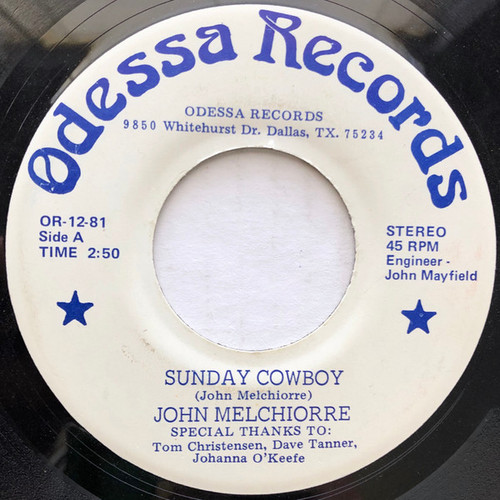 Odessa Records
ODESSA RECORDS
9850 Whitehurst Dr. Dallas, TX. 75234
OR-12-81
Side A
TIME 2:50
STEREO
45 RPM
Engineer -
John Mayfield
SUNDAY COWBOY
(John Melchiorre)
JOHN MELCHIORRE
SPECIAL THANKS TO:
Tom Christensen, Dave Tanner,
Johanna O'Keefe